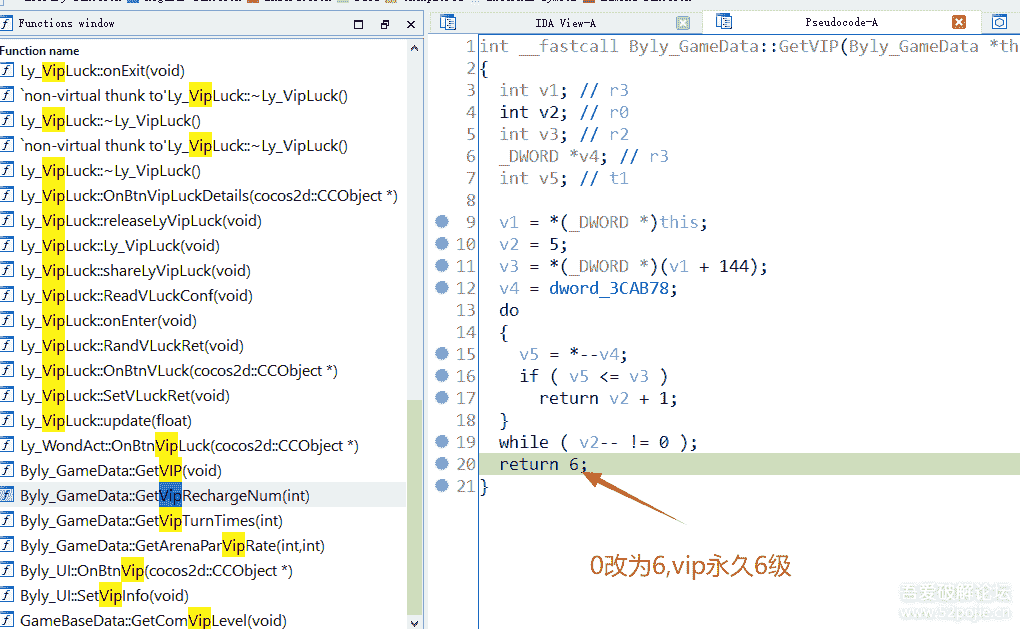 Functions window
IDA View-A
Pseudocode-A
Function name
Ly_VipLuck::onExit(void)
`non-virtual thunk to'Ly_VipLuck::~Ly_VipLuck()
Ly_VipLuck::~Ly_VipLuck()
`non-virtual thunk to'Ly_VipLuck::~Ly_VipLuck()
Ly_VipLuck::~Ly_VipLuck()
Ly_VipLuck::OnBtnVipLuckDetails(cocos2d::CCObject *)
Ly_VipLuck::releaseLyVipLuck(void)
Ly_VipLuck::Ly_VipLuck(void)
Ly_VipLuck::shareLyVipLuck(void)
Ly_VipLuck::ReadVLuckConf(void)
Ly_VipLuck::onEnter(void)
Ly_VipLuck::RandVLuckRet(void)
Ly_VipLuck::OnBtnVLuck(cocos2d::CCObject *)
Ly_VipLuck::SetVLuckRet(void)
Ly_VipLuck::update(float)
Ly_WondAct::OnBtnVipLuck(cocos2d::CCObject *)
Byly_GameData::GetVIP(void)
Byly_GameData::GetVipRechargeNum(int)
Byly_GameData::GetVipTurnTimes(int)
Byly_GameData::GetArenaParVipRate(int,int)
Byly_UI::OnBtnVip(cocos2d::CCObject *)
Byly_UI::SetVipInfo(void)
GameBaseData::GetComVipLevel(void)
1 int __fastcall Byly_GameData::GetVIP(Byly_GameData *th
2 {
3 int v1; // r3
4 int v2; // r0
5 int v3; // r2
6 _DWORD *v4; // r3
7 int v5; // t1
8
9 v1 = *(_DWORD *)this;
10 v2 = 5;
11 v3 = *(_DWORD *)(v1 + 144);
12 v4 = dword_3CAB78;
13 do
14 {
15 v5 = *--v4;
16 if ( v5 <= v3 )
17 return v2 + 1;
18 }
19 while ( v2-- != 0 );
20 return 6;
21 }
0改为6,vip永久6级
吾爱破解论坛
www.52pojie.cn